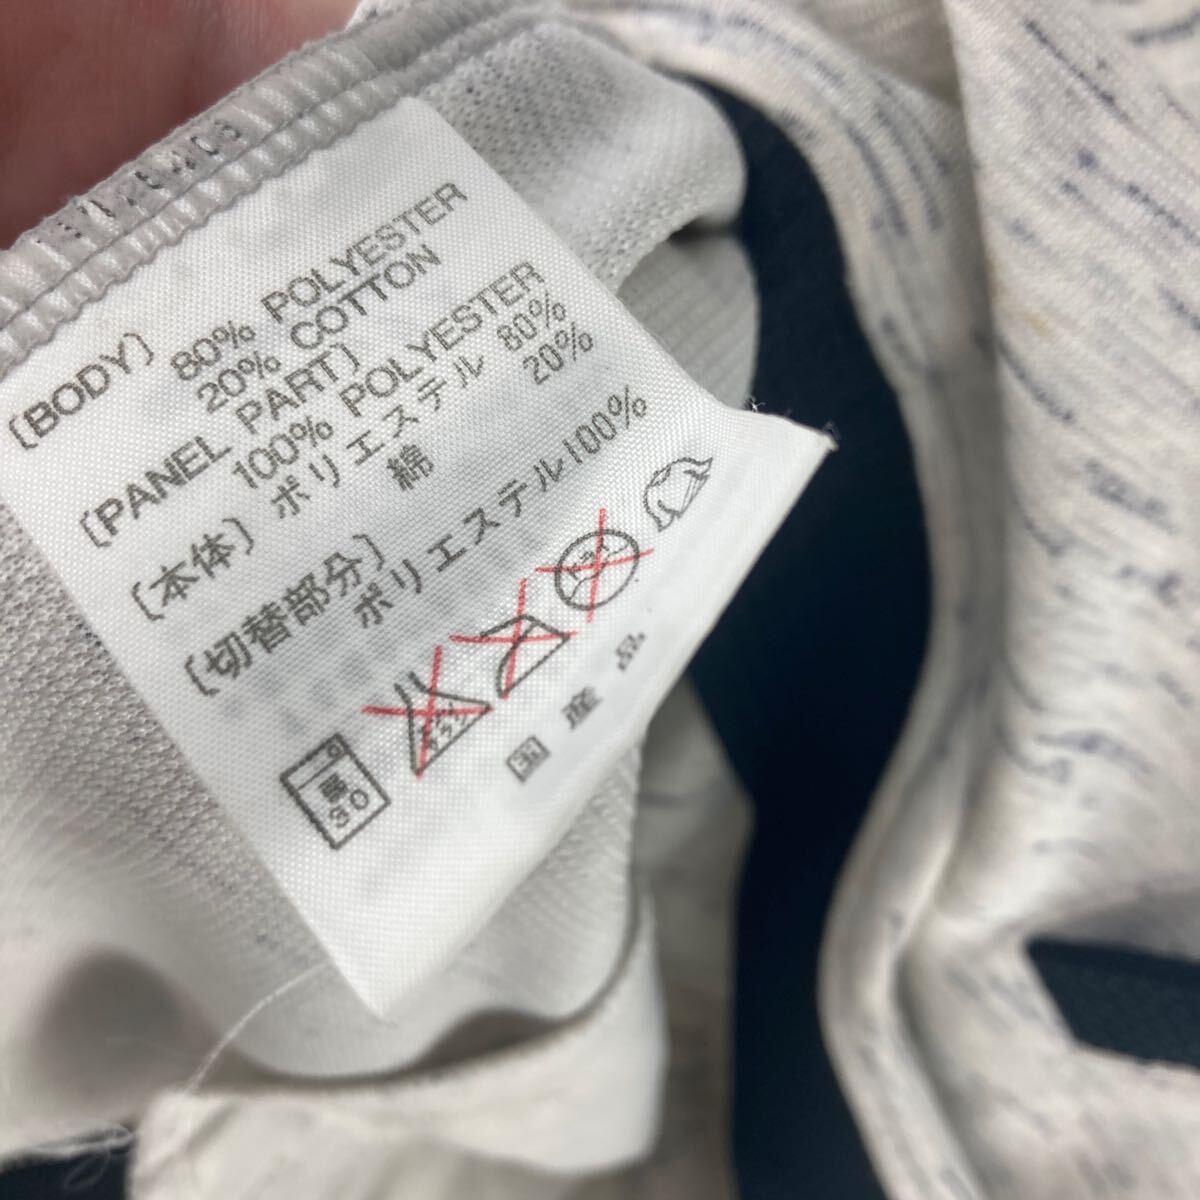 [BODY] 80% POLYESTER
20% COTTON
[PANEL PART]
100% POLYESTER
[本体] ポリエステル 80%
綿 20%
[切替部分]
ポリエステル100%
30
国産品